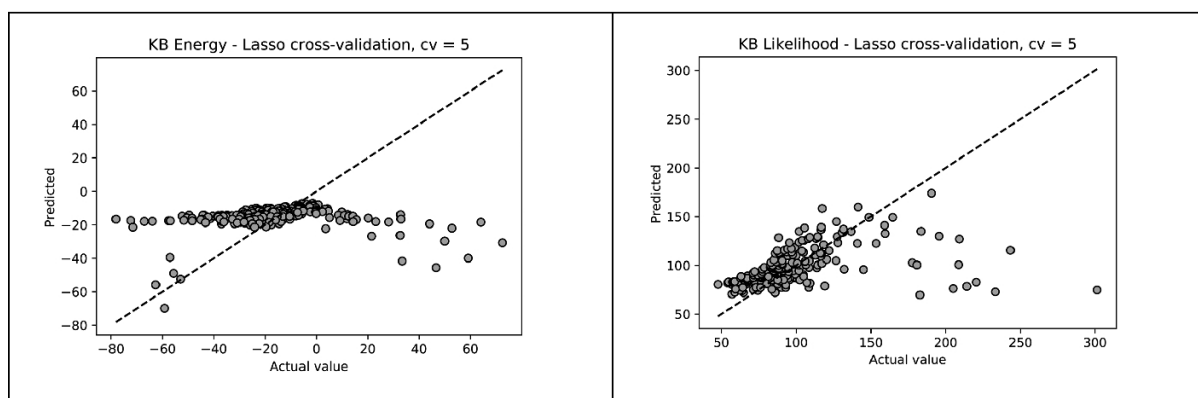 KB Energy - Lasso cross-validation, cv = 5
60
40
20
0
−20
−40
−60
−80
Predicted
−80 −60 −40 −20 0 20 40 60
Actual value
KB Likelihood - Lasso cross-validation, cv = 5
300
250
200
150
100
50
Predicted
50 100 150 200 250 300
Actual value